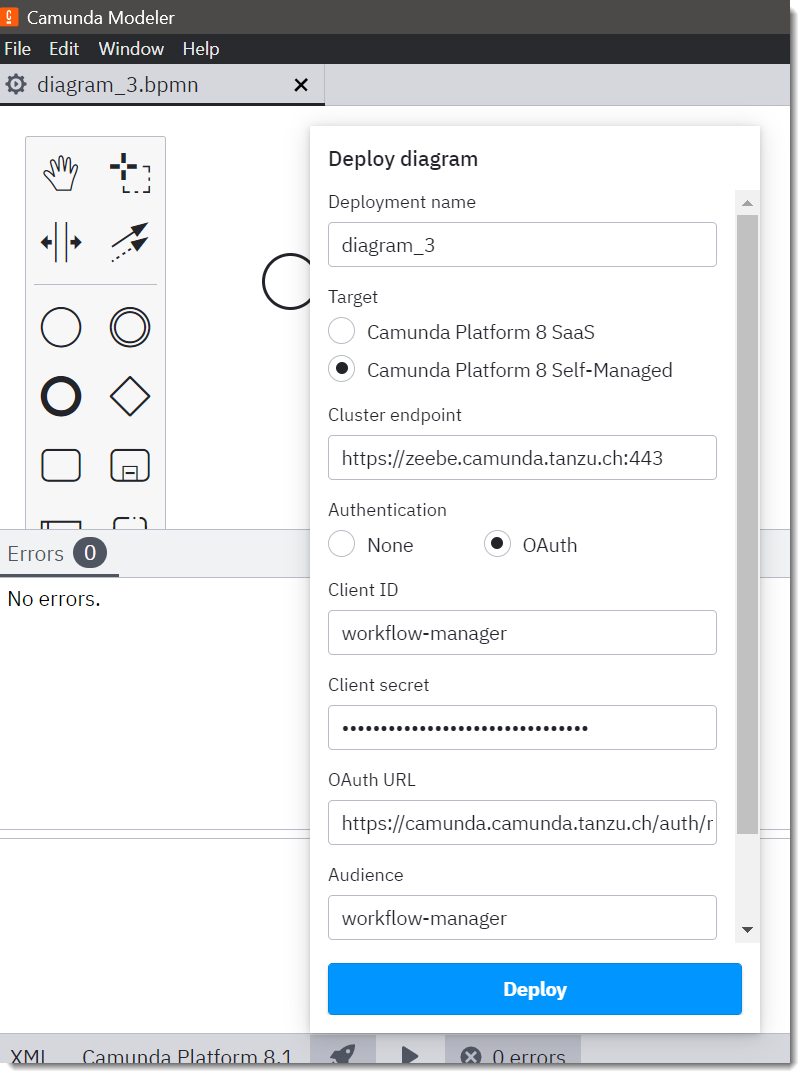 Camunda Modeler
File Edit Window Help
diagram_3.bpmn
Deploy diagram
Deployment name
diagram_3
Target
Camunda Platform 8 SaaS
Camunda Platform 8 Self-Managed
Cluster endpoint
https://zeebe.camunda.tanzu.ch:443
Authentication
None OAuth
Client ID
workflow-manager
Client secret
••••••••••••••••••••••••••••••••
OAuth URL
https://camunda.camunda.tanzu.ch/auth/r
Audience
workflow-manager
Deploy
Errors 0
No errors.
XML Camunda Platform 8.1 0 errors